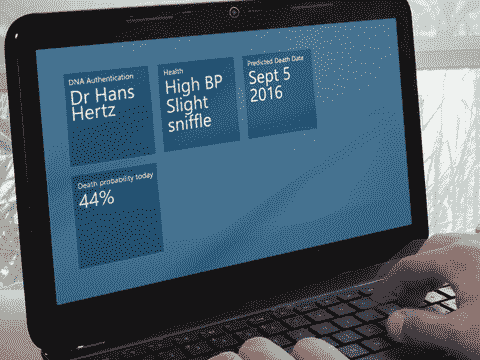 DNA Authentication
Dr Hans
Hertz
Health
High BP
Slight
sniffle
Predicted Death Date
Sept 5
2016
Death probability today
44%